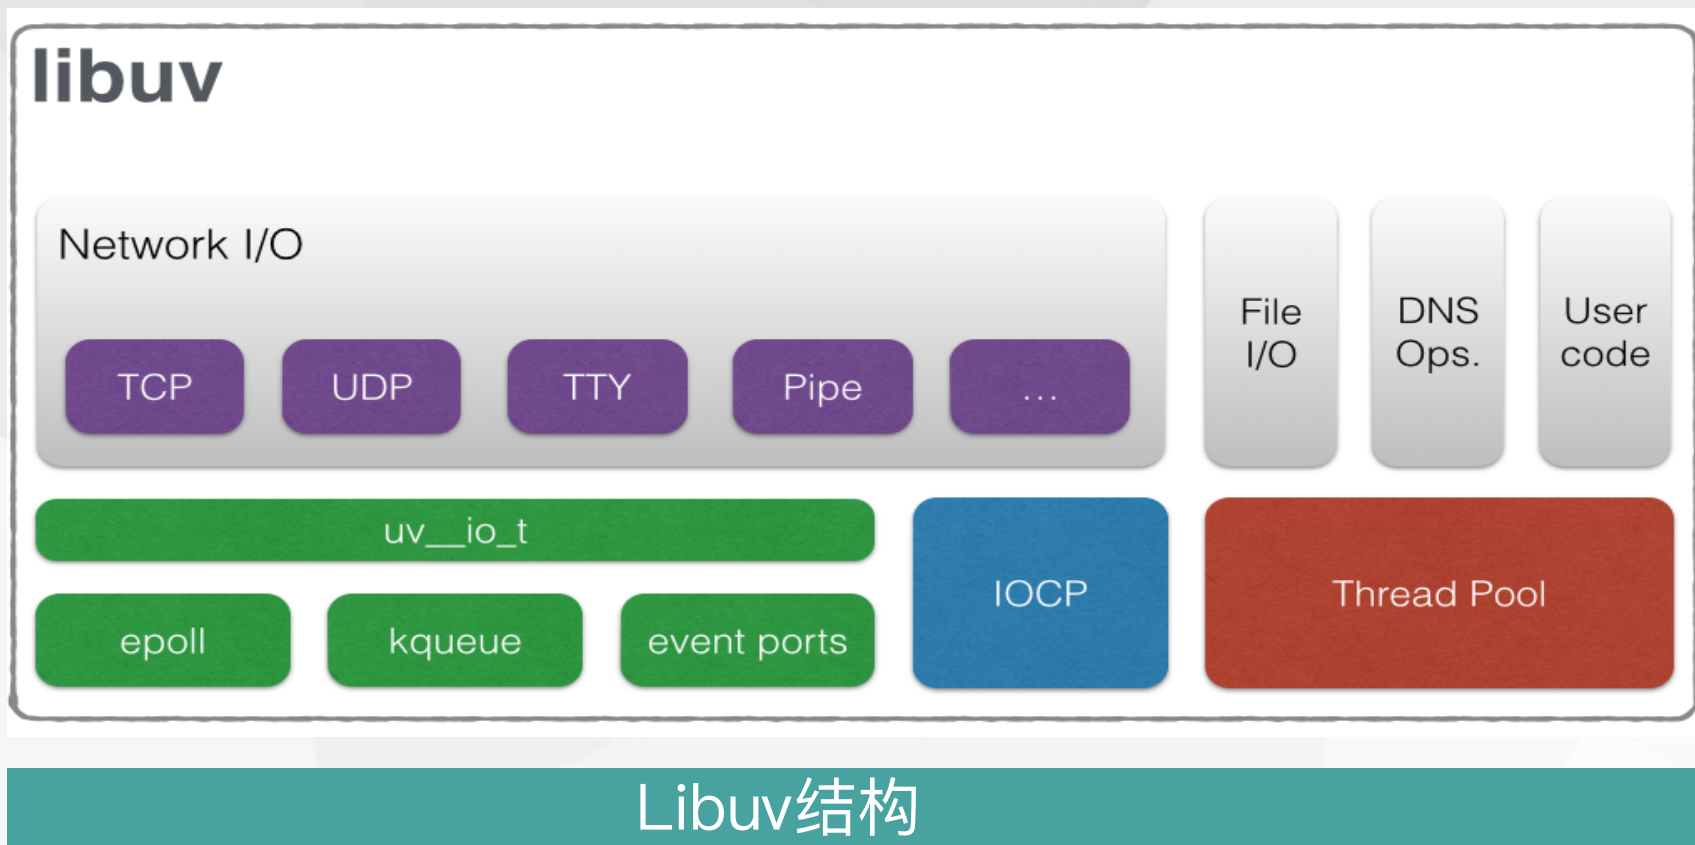 libuv
Network I/O
TCP
UDP
TTY
Pipe
...
File
I/O
DNS
Ops.
User
code
uv__io_t
epoll
kqueue
event ports
IOCP
Thread Pool
Libuv结构